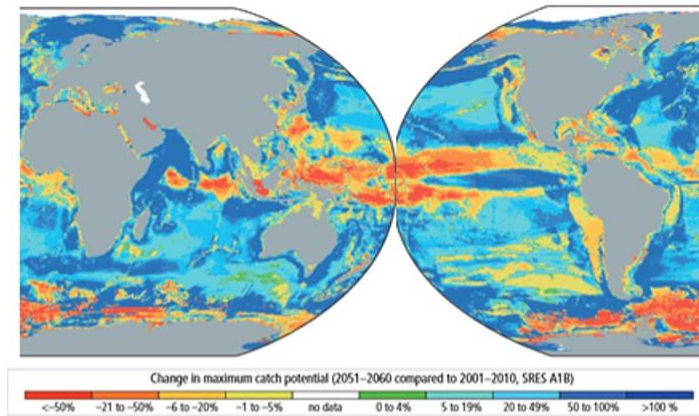 Change in maximum catch potential (2051–2060 compared to 2001–2010, SRES A1B)
<–50% –21 to –50% –6 to –20% –1 to –5% no data 0 to 4% 5 to 19% 20 to 49% 50 to 100% >100 %